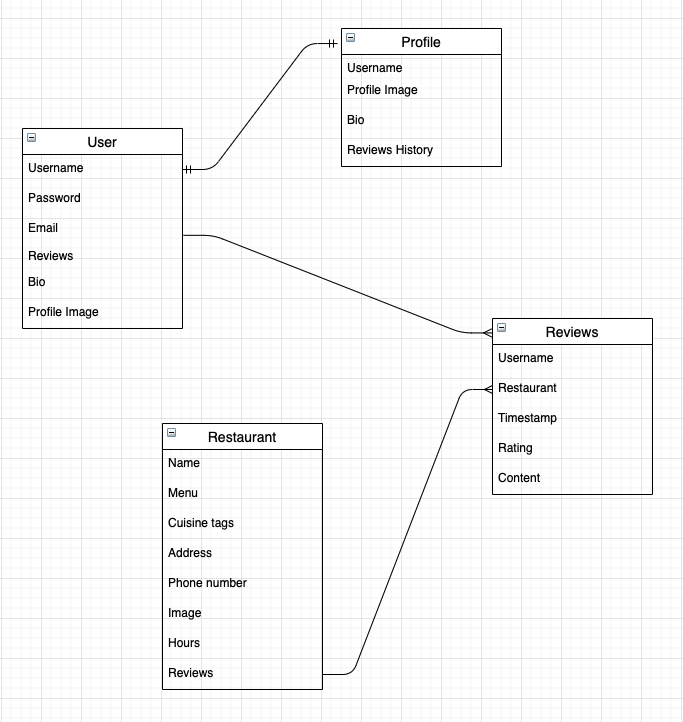 Profile
Username
Profile Image
Bio
Reviews History
User
Username
Password
Email
Reviews
Bio
Profile Image
Reviews
Username
Restaurant
Timestamp
Rating
Content
Restaurant
Name
Menu
Cuisine tags
Address
Phone number
Image
Hours
Reviews